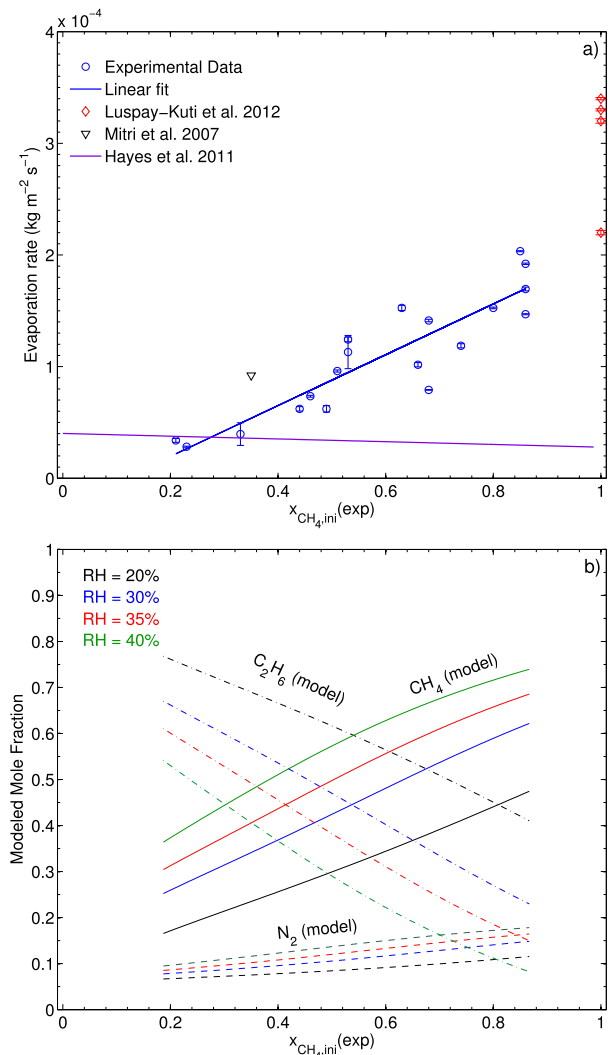 x 10⁻⁴
a)
4
3
2
1
0
Evaporation rate (kg m⁻² s⁻¹)
Experimental Data
Linear fit
Luspay−Kuti et al. 2012
Mitri et al. 2007
Hayes et al. 2011
0 0.2 0.4 0.6 0.8 1
x_CH₄,ini(exp)
b)
1
0.9
0.8
0.7
0.6
0.5
0.4
0.3
0.2
0.1
0
Modeled Mole Fraction
RH = 20%
RH = 30%
RH = 35%
RH = 40%
C₂H₆ (model)
CH₄ (model)
N₂ (model)
0 0.2 0.4 0.6 0.8 1
x_CH₄,ini(exp)